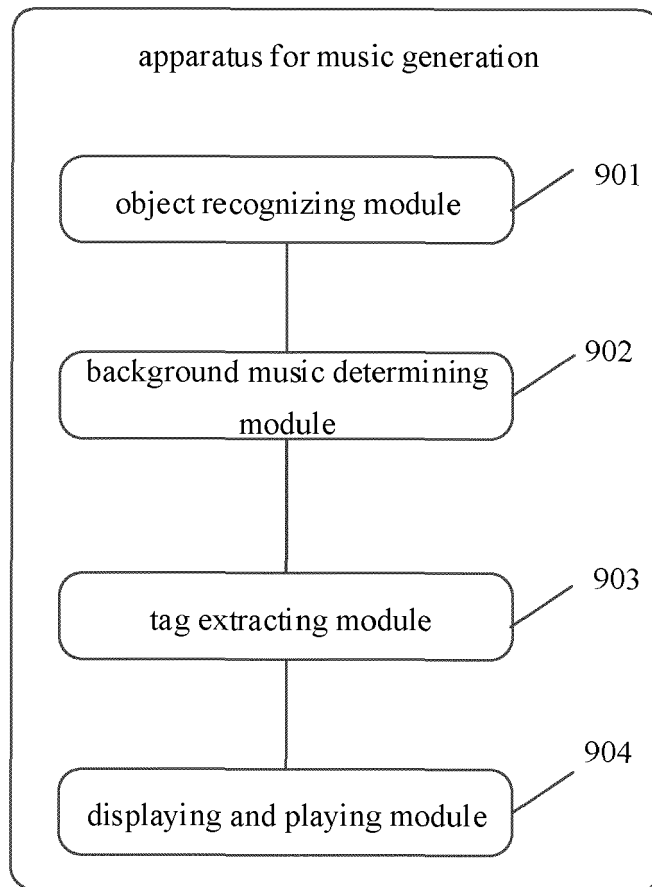 apparatus for music generation
901
object recognizing module
902
background music determining
module
903
tag extracting module
904
displaying and playing module